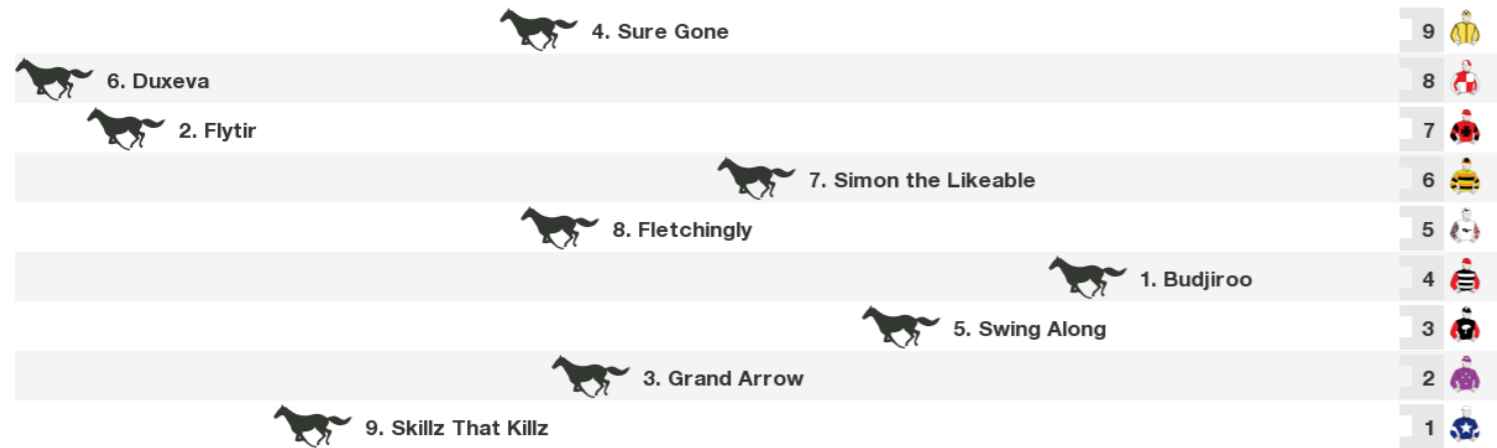 4. Sure Gone 9
6. Duxeva 8
2. Flytir 7
7. Simon the Likeable 6
8. Fletchingly 5
1. Budjiroo 4
5. Swing Along 3
3. Grand Arrow 2
9. Skillz That Killz 1